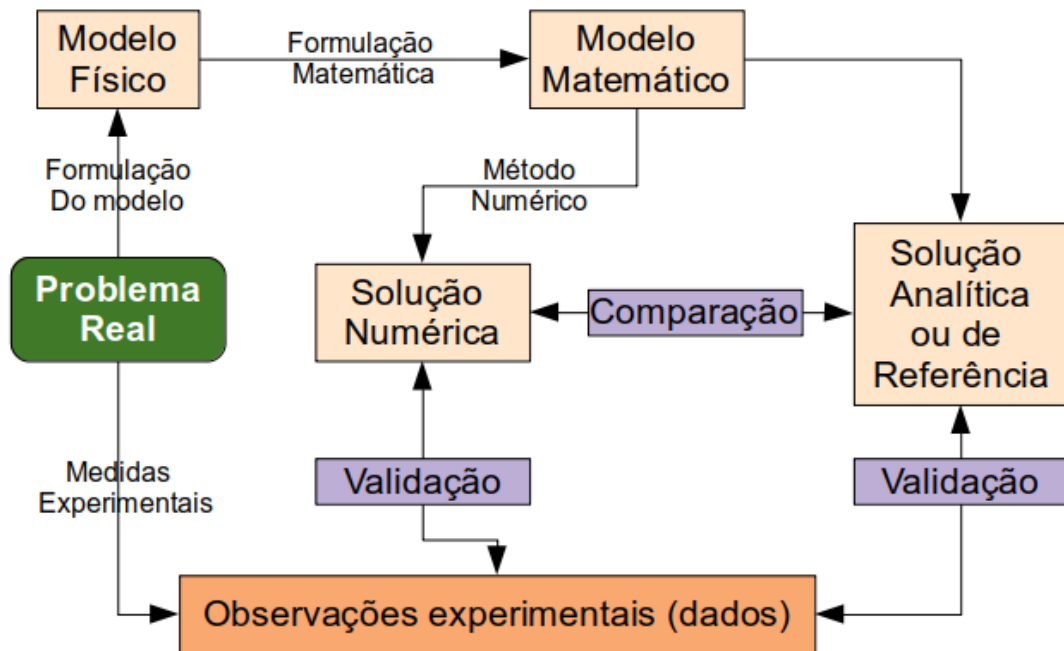 Modelo
Físico
Formulação
Matemática
Modelo
Matemático
Formulação
Do modelo
Método
Numérico
Problema
Real
Solução
Numérica
Comparação
Solução
Analítica
ou de
Referência
Medidas
Experimentais
Validação
Validação
Observações experimentais (dados)